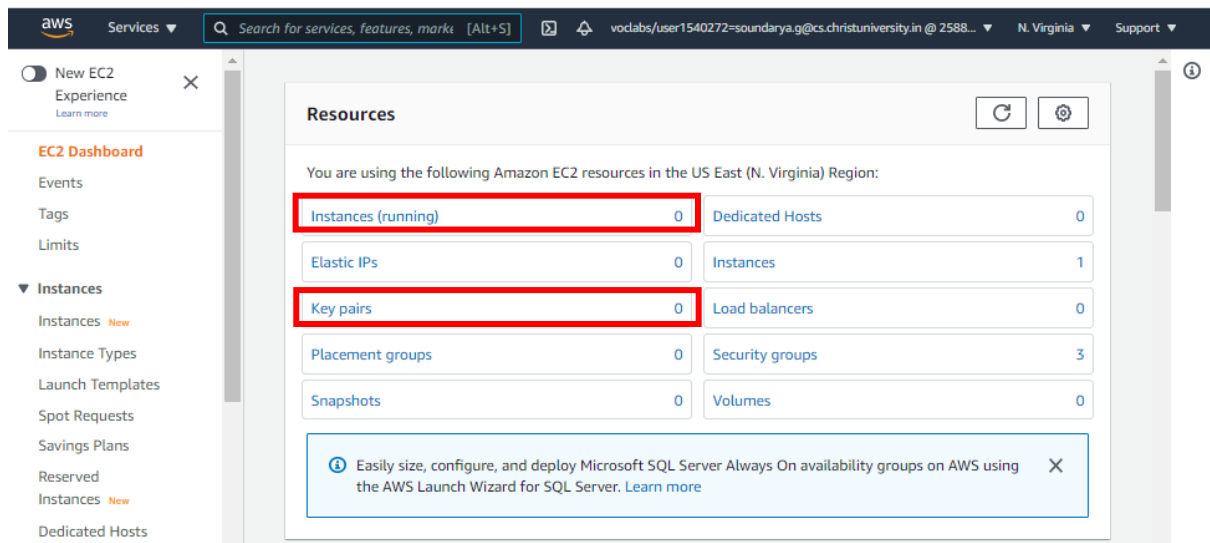 aws Services ▼ Search for services, features, marke [Alt+S] voclabs/user1540272=soundarya.g@cs.christuniversity.in @ 2588... ▼ N. Virginia ▼ Support ▼
New EC2
Experience
Learn more
EC2 Dashboard
Events
Tags
Limits
▼ Instances
Instances New
Instance Types
Launch Templates
Spot Requests
Savings Plans
Reserved
Instances New
Dedicated Hosts
Resources
You are using the following Amazon EC2 resources in the US East (N. Virginia) Region:
Instances (running) 0 Dedicated Hosts 0
Elastic IPs 0 Instances 1
Key pairs 0 Load balancers 0
Placement groups 0 Security groups 3
Snapshots 0 Volumes 0
Easily size, configure, and deploy Microsoft SQL Server Always On availability groups on AWS using
the AWS Launch Wizard for SQL Server. Learn more